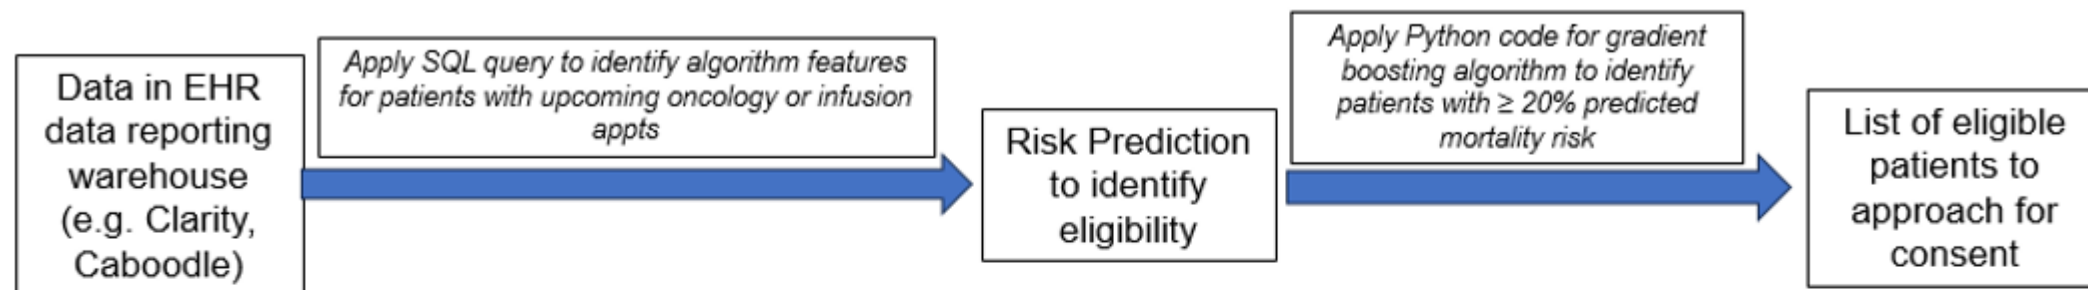 Data in EHR
data reporting
warehouse
(e.g. Clarity,
Caboodle)
Apply SQL query to identify algorithm features
for patients with upcoming oncology or infusion
appts
Risk Prediction
to identify
eligibility
Apply Python code for gradient
boosting algorithm to identify
patients with ≥ 20% predicted
mortality risk
List of eligible
patients to
approach for
consent